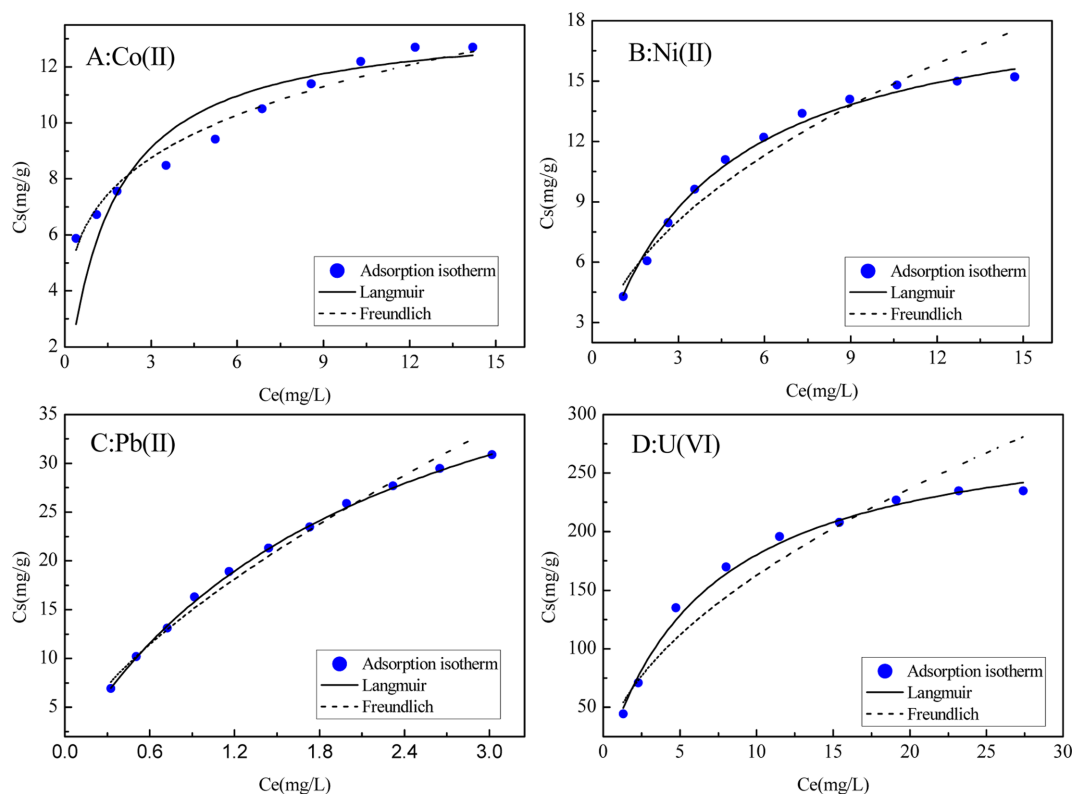 A:Co(II)
Cs(mg/g)
12
10
8
6
4
2
Adsorption isotherm
Langmuir
Freundlich
0 3 6 9 12 15
Ce(mg/L)
B:Ni(II)
Cs(mg/g)
18
15
12
9
6
3
Adsorption isotherm
Langmuir
Freundlich
0 3 6 9 12 15
Ce(mg/L)
C:Pb(II)
Cs(mg/g)
35
30
25
20
15
10
5
Adsorption isotherm
Langmuir
Freundlich
0.0 0.6 1.2 1.8 2.4 3.0
Ce(mg/L)
D:U(VI)
Cs(mg/g)
300
250
200
150
100
50
Adsorption isotherm
Langmuir
Freundlich
0 5 10 15 20 25 30
Ce(mg/L)